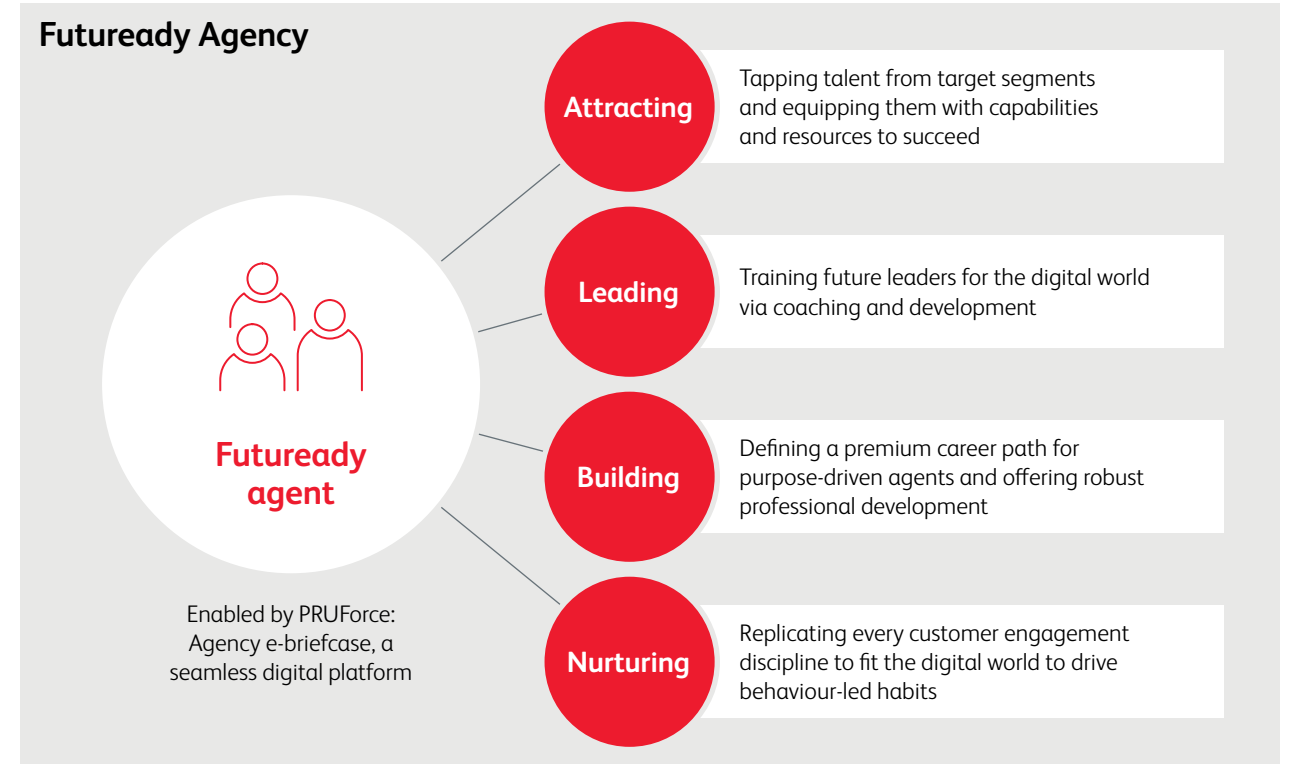 Futuready Agency
Attracting
Tapping talent from target segments
and equipping them with capabilities
and resources to succeed
Leading
Training future leaders for the digital world
via coaching and development
Futuready
agent
Building
Defining a premium career path for
purpose-driven agents and offering robust
professional development
Enabled by PRUForce:
Agency e-briefcase, a
seamless digital platform
Nurturing
Replicating every customer engagement
discipline to fit the digital world to drive
behaviour-led habits